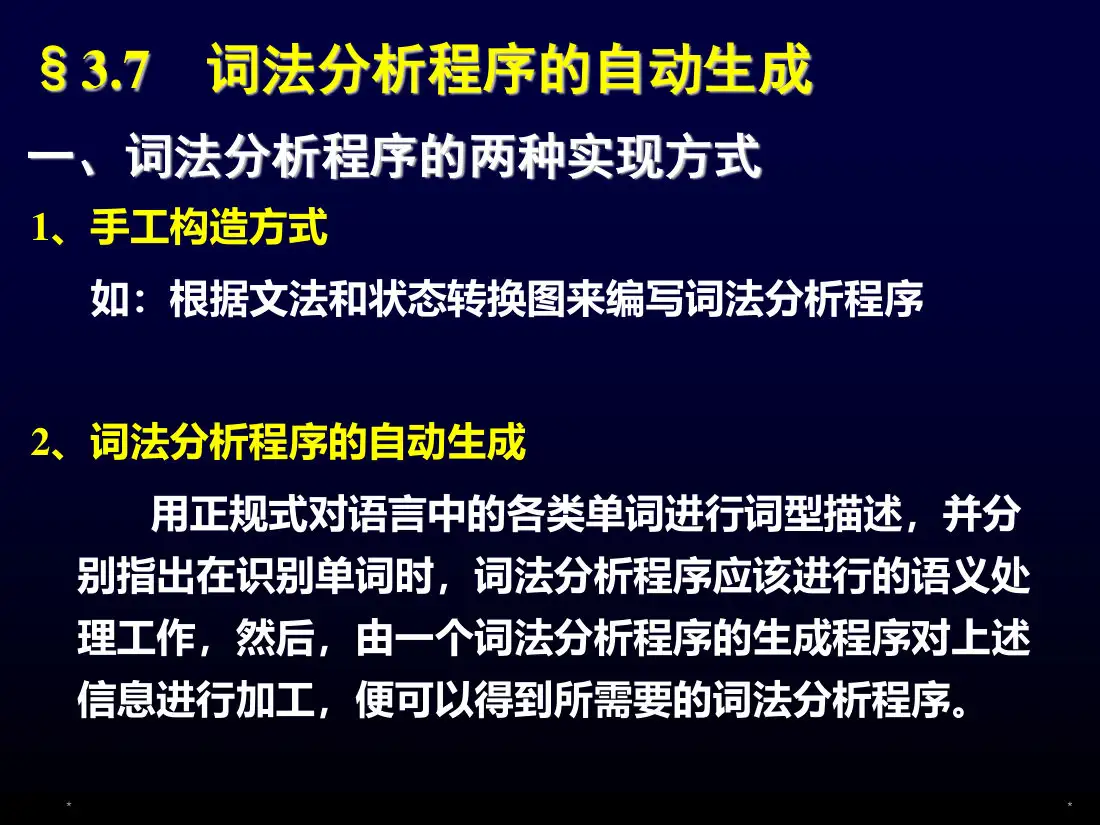 §3.7 词法分析程序的自动生成
一、词法分析程序的两种实现方式
1、手工构造方式
如：根据文法和状态转换图来编写词法分析程序
2、词法分析程序的自动生成
用正规式对语言中的各类单词进行词型描述，并分
别指出在识别单词时，词法分析程序应该进行的语义处
理工作，然后，由一个词法分析程序的生成程序对上述
信息进行加工，便可以得到所需要的词法分析程序。
* *